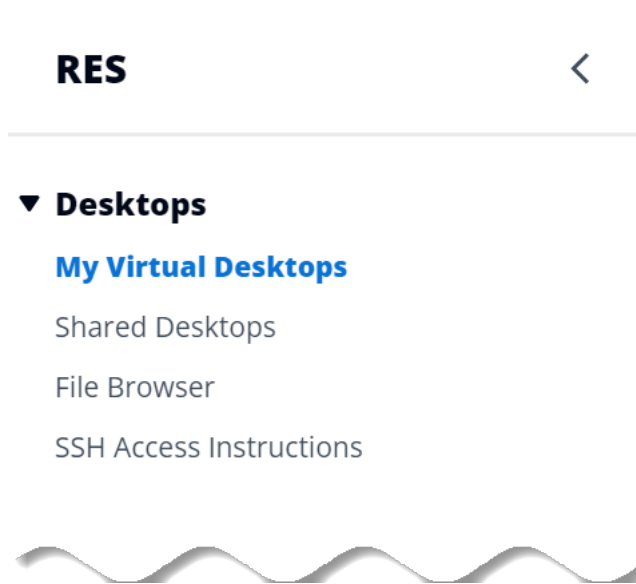 RES
Desktops
My Virtual Desktops
Shared Desktops
File Browser
SSH Access Instructions